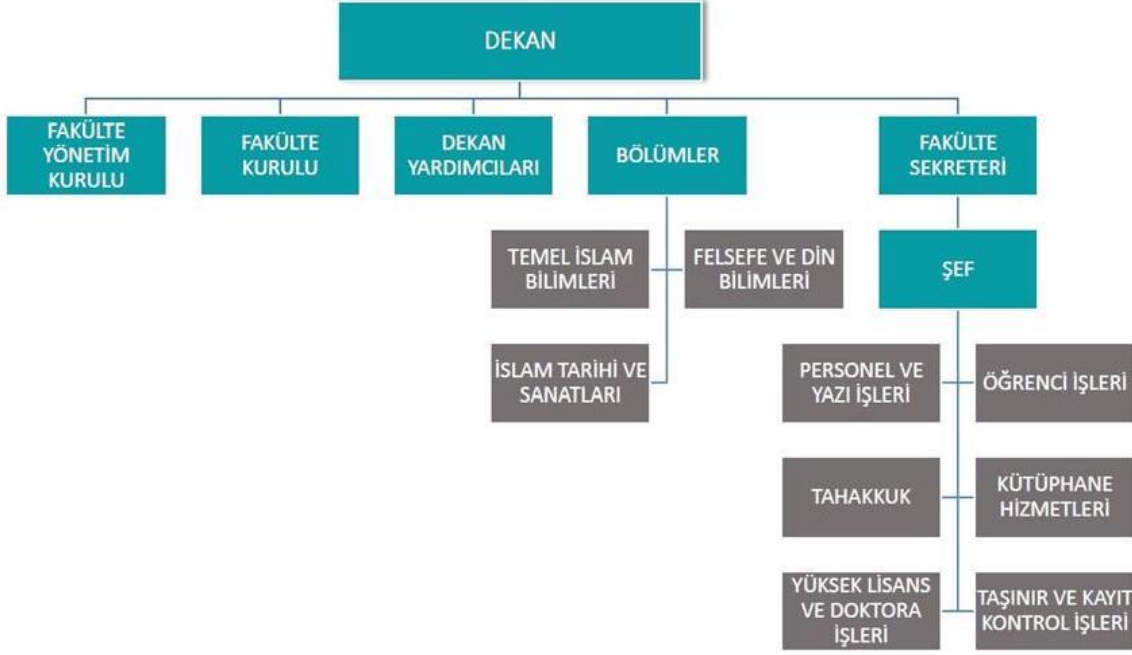 DEKAN
FAKÜLTE
YÖNETİM
KURULU
FAKÜLTE
KURULU
DEKAN
YARDIMCILARI
BÖLÜMLER
FAKÜLTE
SEKRETERİ
TEMEL İSLAM
BİLİMLERİ
FELSEFE VE DİN
BİLİMLERİ
İSLAM TARİHİ VE
SANATLARI
ŞEF
PERSONEL VE
YAZI İŞLERİ
ÖĞRENCİ İŞLERİ
TAHAKKUK
KÜTÜPHANE
HİZMETLERİ
YÜKSEK LİSANS
VE DOKTORA
İŞLERİ
TAŞINIR VE KAYIT
KONTROL İŞLERİ